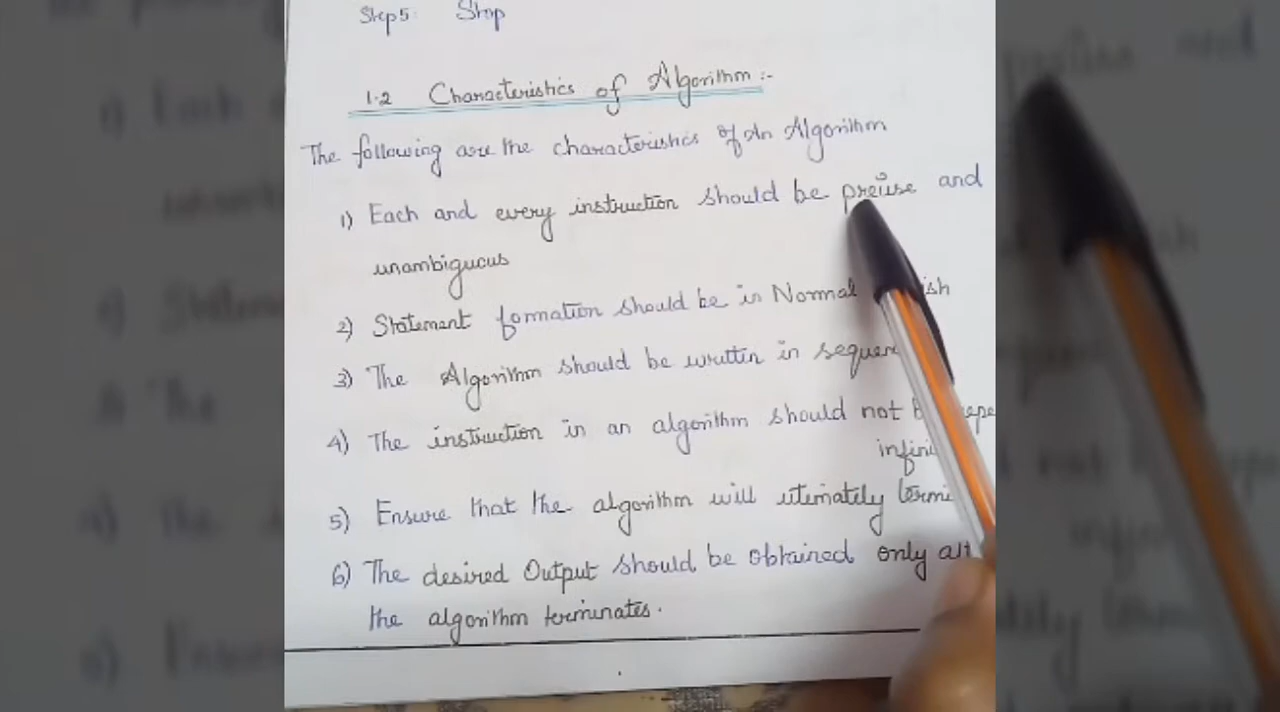 Step 5: Stop
1.2 Characteristics of Algorithm :-
The following are the characteristics of An Algorithm
1) Each and every instruction should be precise and
unambigucus
2) Statement formation should be in Normal
3) The Algorithm should be written in
4) The instruction in an algorithm should not
5) Ensure that the algorithm will utimately
6) The desired Output should be obtained only
the algorithm terminates.